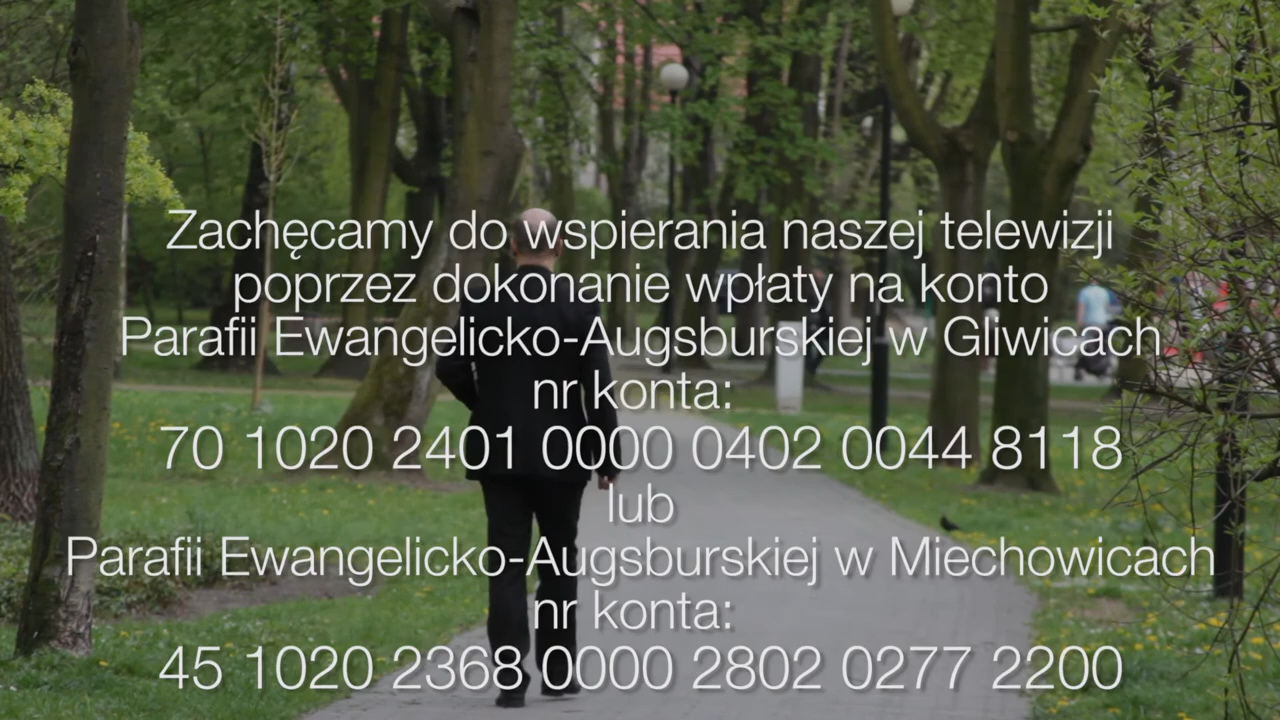 Zachęcamy do wspierania naszej telewizji
poprzez dokonanie wpłaty na konto
Parafii Ewangelicko-Augsburskiej w Gliwicach
nr konta:
70 1020 2401 0000 0402 0044 8118
lub
Parafii Ewangelicko-Augsburskiej w Miechowicach
nr konta:
45 1020 2368 0000 2802 0277 2200